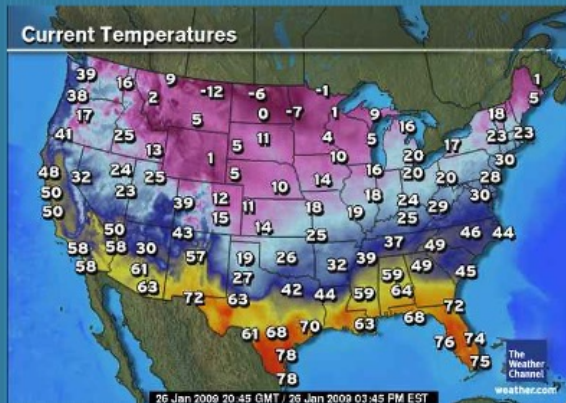 Current Temperatures
39 16 9 -12 -6 -1 1
38 2 0 -7 1 9 5
17 5 11 4 5 16 18
41 25 13 1 5 10 20 17 23 23
48 32 24 25 5 10 14 16 20 20 30
50 23 39 12 11 18 18 24 29 28
50 15 14 19 25 30
50 43 25 37 46 44
58 58 30 57 19 26 32 39 49
58 61 27 59 49 45
63 72 63 42 44 59 64 72
61 68 70 63 68
78 76 74
78 75
The
Weather
Channel
weather.com
26 Jan 2009 20:45 GMT / 26 Jan 2009 03:45 PM EST